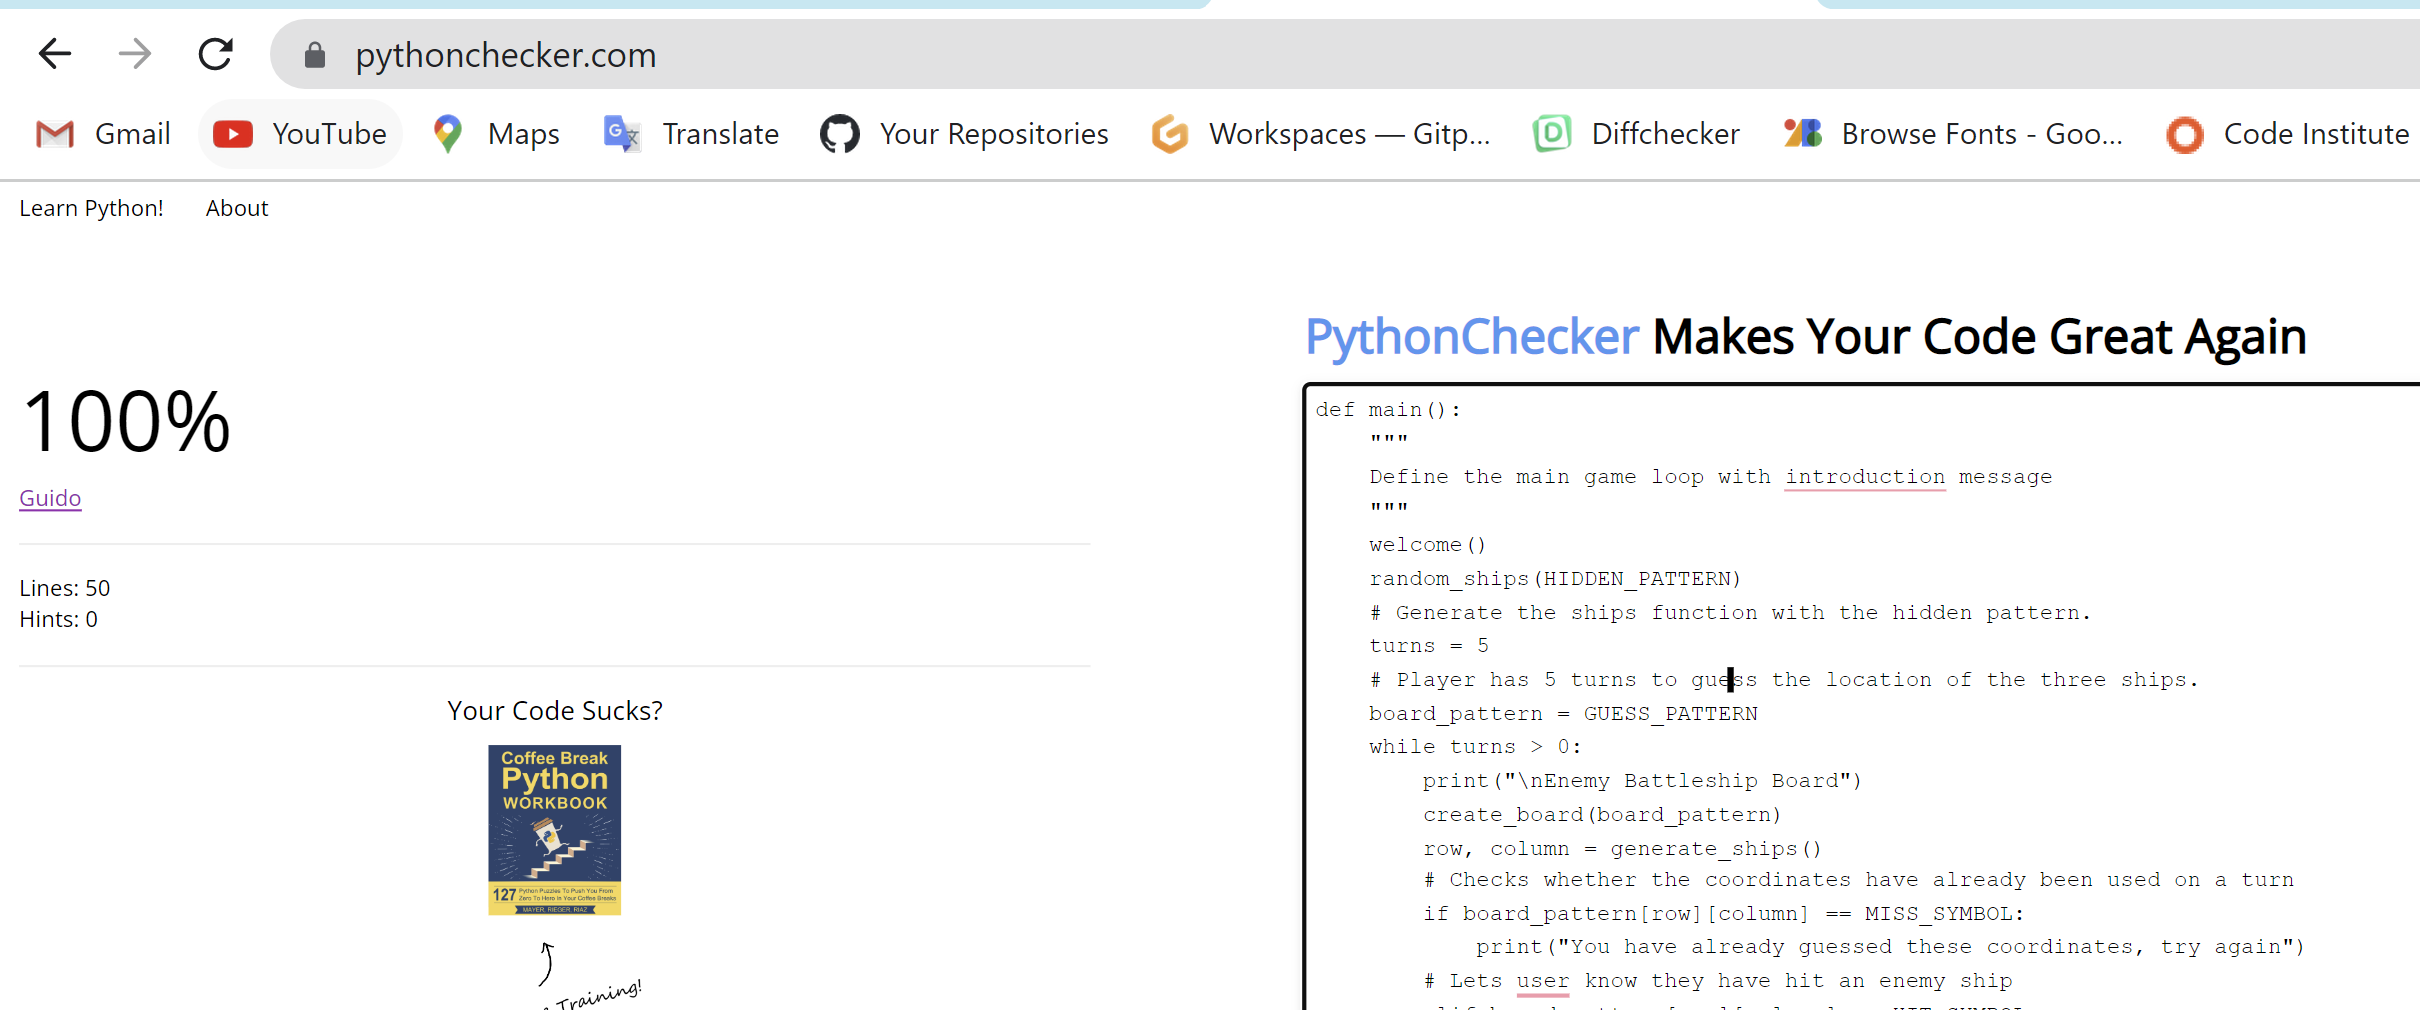 pythonchecker.com
Gmail YouTube Maps Translate Your Repositories Workspaces — Gitp... Diffchecker Browse Fonts - Goo... Code Institute
Learn Python! About
100%
Guido
Lines: 50
Hints: 0
Your Code Sucks?
Coffee Break
Python
WORKBOOK
127 Python Puzzles To Push You From
Zero To Hero in Your Coffee Breaks
MAYER, RIEGER, RIAZ
Training!
PythonChecker Makes Your Code Great Again
def main():
    """
    Define the main game loop with introduction message
    """
    welcome()
    random_ships(HIDDEN_PATTERN)
    # Generate the ships function with the hidden pattern.
    turns = 5
    # Player has 5 turns to guess the location of the three ships.
    board_pattern = GUESS_PATTERN
    while turns > 0:
        print("\nEnemy Battleship Board")
        create_board(board_pattern)
        row, column = generate_ships()
        # Checks whether the coordinates have already been used on a turn
        if board_pattern[row][column] == MISS_SYMBOL:
            print("You have already guessed these coordinates, try again")
        # Lets user know they have hit an enemy ship